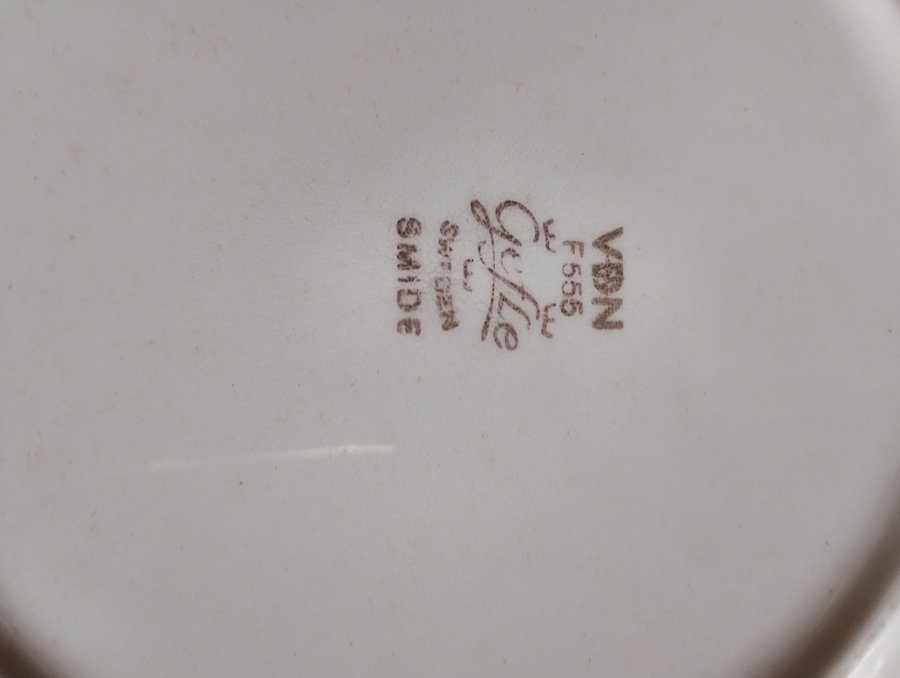 VDN
F555
Gefle
SWEDEN
SMIDE